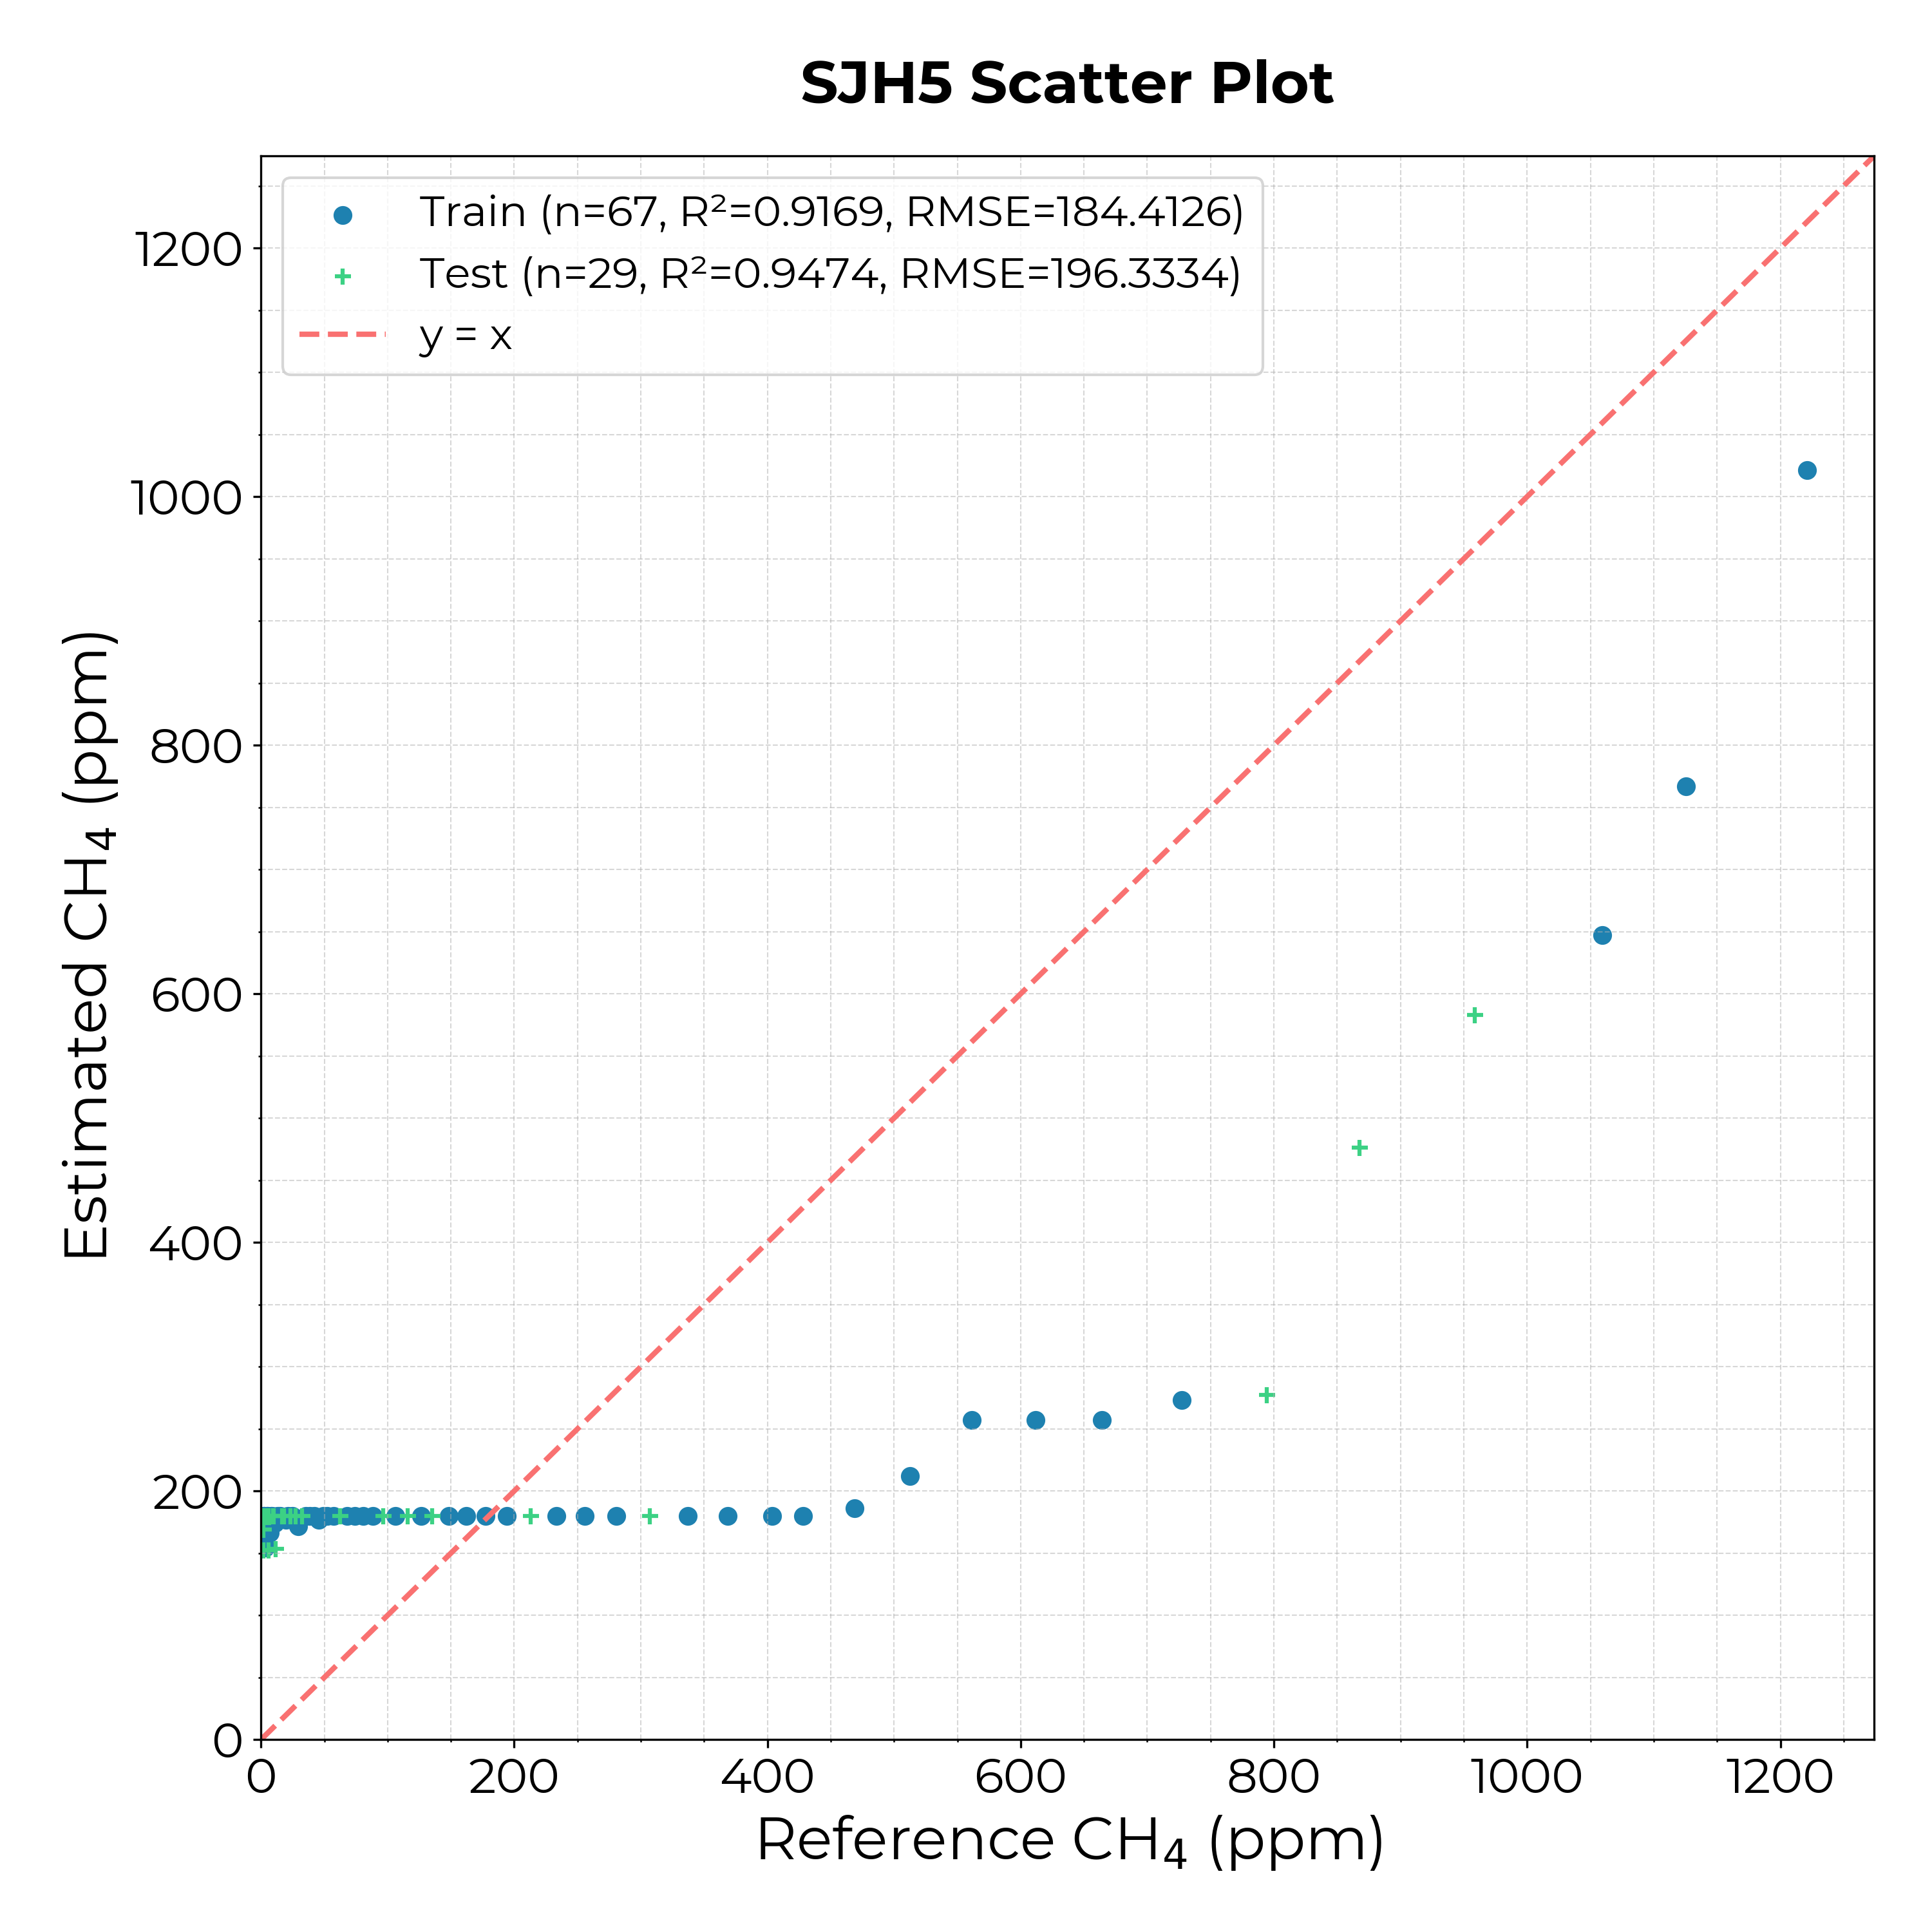 SJH5 Scatter Plot
Train (n=67, R²=0.9169, RMSE=184.4126)
Test (n=29, R²=0.9474, RMSE=196.3334)
y = x
1200
1000
800
600
400
200
0
Estimated CH₄ (ppm)
0 200 400 600 800 1000 1200
Reference CH₄ (ppm)